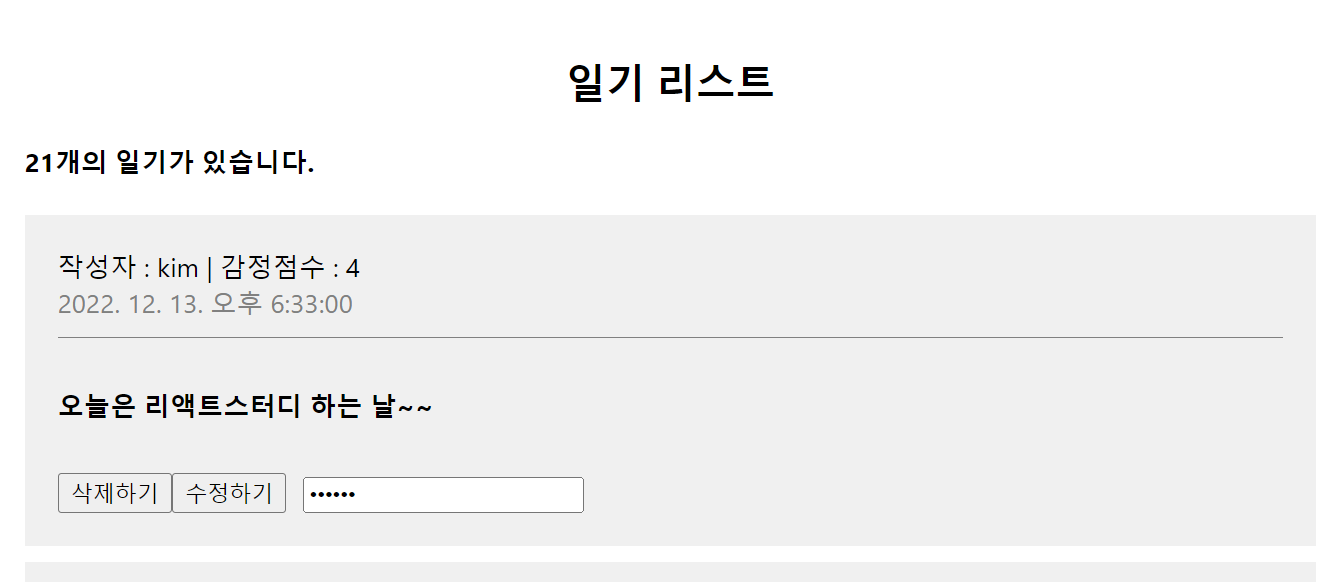 일기 리스트
21개의 일기가 있습니다.
작성자 : kim | 감정점수 : 4
2022. 12. 13. 오후 6:33:00
오늘은 리액트스터디 하는 날~~
삭제하기 수정하기 ••••••